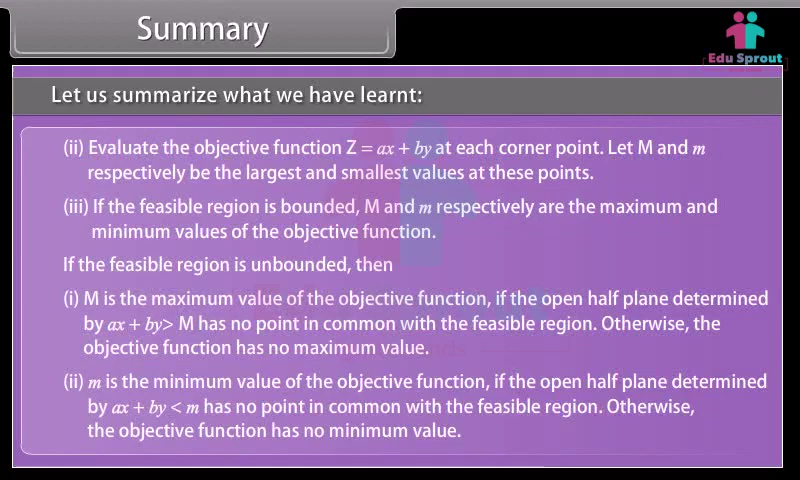 Summary
Edu Sprout
Let us summarize what we have learnt:
(ii) Evaluate the objective function Z = ax + by at each corner point. Let M and m
respectively be the largest and smallest values at these points.
(iii) If the feasible region is bounded, M and m respectively are the maximum and
minimum values of the objective function.
If the feasible region is unbounded, then
(i) M is the maximum value of the objective function, if the open half plane determined
by ax + by> M has no point in common with the feasible region. Otherwise, the
objective function has no maximum value.
(ii) m is the minimum value of the objective function, if the open half plane determined
by ax + by < m has no point in common with the feasible region. Otherwise,
the objective function has no minimum value.